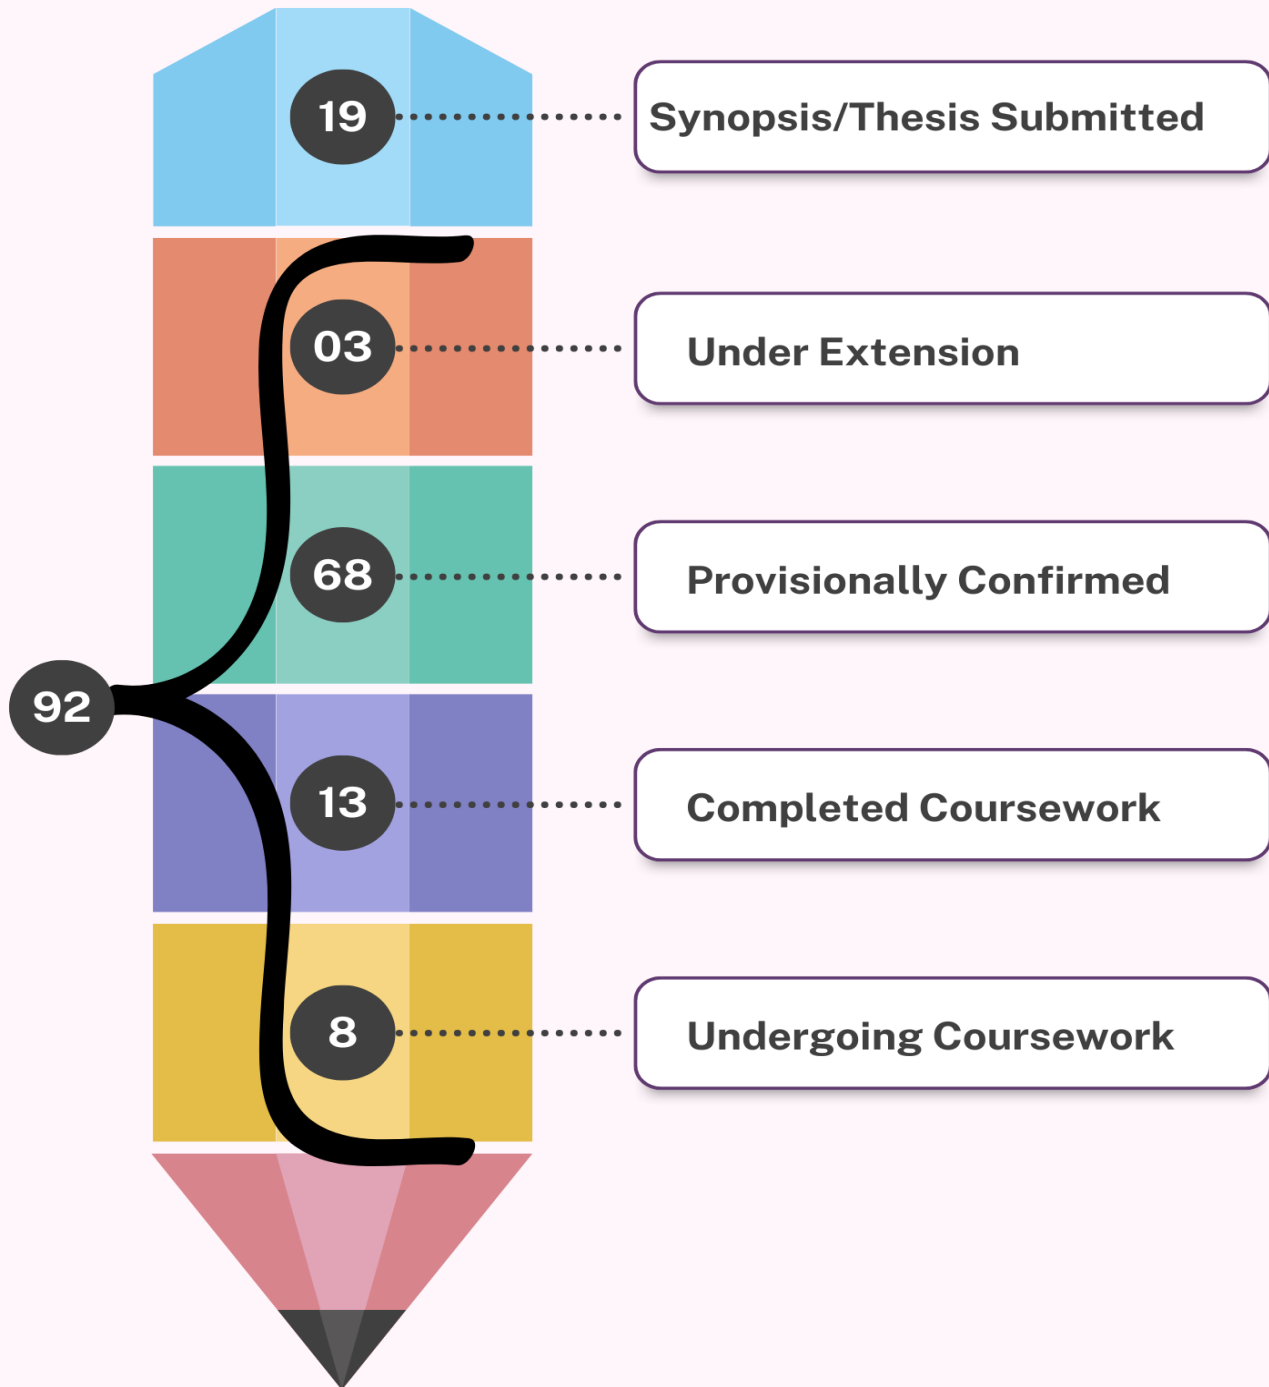 19 Synopsis/Thesis Submitted
03 Under Extension
68 Provisionally Confirmed
92
13 Completed Coursework
8 Undergoing Coursework